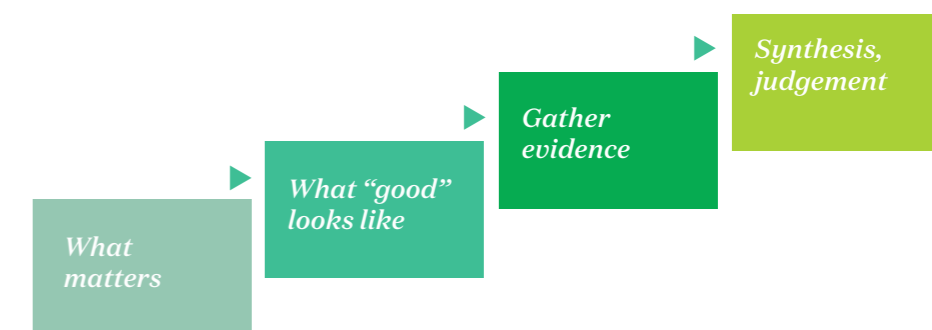 What
matters
What “good”
looks like
Gather
evidence
Synthesis,
judgement